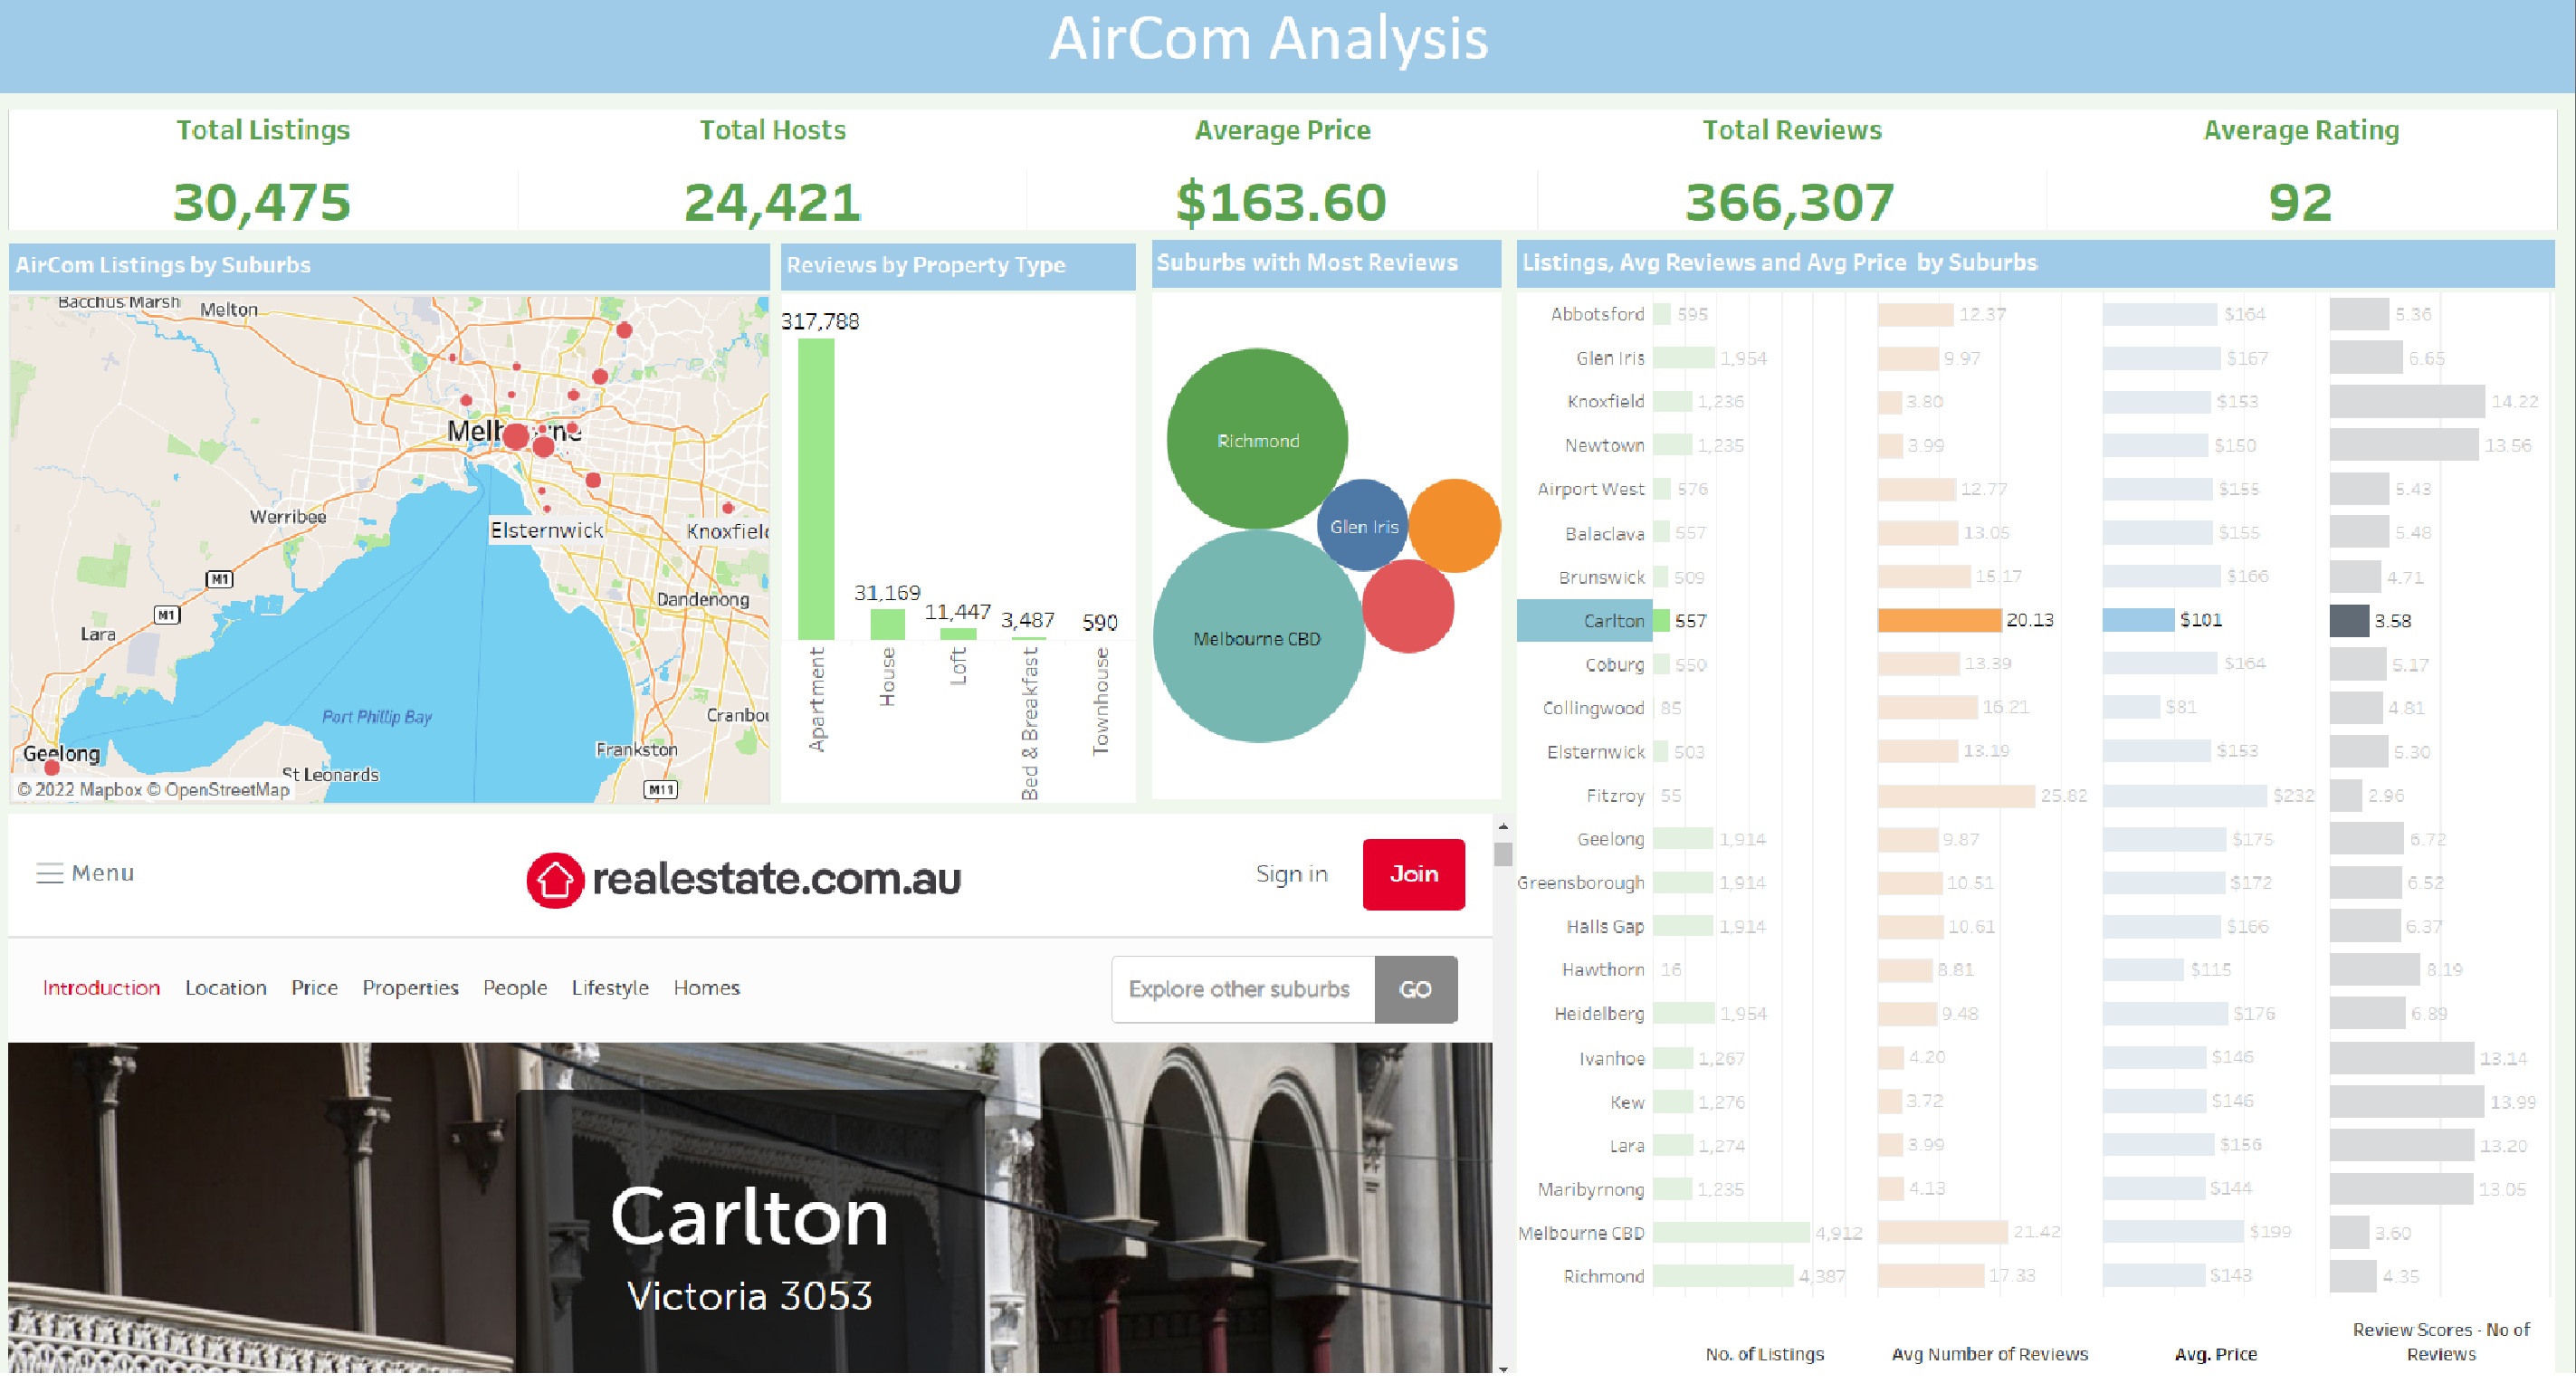 AirCom Analysis
Total Listings
Total Hosts
Average Price
Total Reviews
Average Rating
30,475
24,421
$163.60
366,307
92
AirCom Listings by Suburbs
Bacchus Marsh
Melton
Werribee
Elsternwick
M1
Dandenong
M1
Lara
Port Phillip Bay
Geelong
Frankston
St Leonards
© 2022 Mapbox © OpenStreetMap
M11
Reviews by Property Type
317,788
31,169
11,447
3,487
590
Apartment
House
Loft
Bed & Breakfast
Townhouse
Suburbs with Most Reviews
Richmond
Glen Iris
Melbourne CBD
Listings, Avg Reviews and Avg Price by Suburbs
Abbotsford 595 12.37 $164 5.36
Glen Iris 1,954 9.97 $167 6.65
Knoxfield 1,236 3.80 $153 14.22
Newtown 1,235 3.99 $150 13.56
Airport West 576 12.77 $155 5.43
Balaclava 557 13.05 $155 5.48
Brunswick 509 15.17 $166 4.71
Carlton 557 20.13 $101 3.58
Coburg 550 13.39 $164 5.17
Collingwood 85 16.21 $81 4.81
Elsternwick 503 13.19 $153 5.30
Fitzroy 55 25.82 $232 2.96
Geelong 1,914 9.87 $175 6.72
Greensborough 1,914 10.51 $172 6.52
Halls Gap 1,914 10.61 $166 6.37
Hawthorn 16 8.81 $115 8.19
Heidelberg 1,954 9.48 $176 6.89
Ivanhoe 1,267 4.20 $146 13.14
Kew 1,276 3.72 $146 13.99
Lara 1,274 3.99 $156 13.20
Maribyrnong 1,235 4.13 $144 13.05
Melbourne CBD 4,912 21.42 $199 3.60
Richmond 4,387 17.33 $143 4.35
No. of Listings
Avg Number of Reviews
Avg. Price
Review Scores - No of
Reviews
Menu
realestate.com.au
Sign in
Join
Introduction Location Price Properties People Lifestyle Homes
Explore other suburbs
GO
Carlton
Victoria 3053